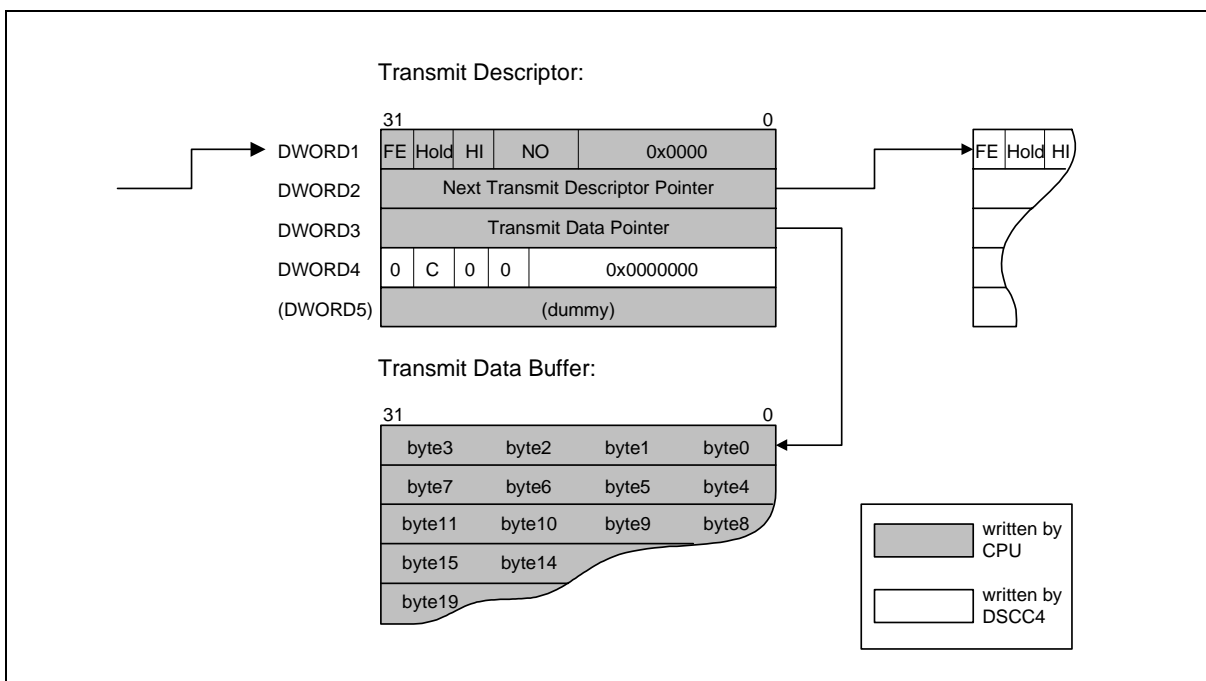 Transmit Descriptor:
31 0
DWORD1 FE Hold HI NO 0x0000 FE Hold HI
DWORD2 Next Transmit Descriptor Pointer
DWORD3 Transmit Data Pointer
DWORD4 0 C 0 0 0x0000000
(DWORD5) (dummy)
Transmit Data Buffer:
31 0
byte3 byte2 byte1 byte0
byte7 byte6 byte5 byte4
byte11 byte10 byte9 byte8
byte15 byte14
byte19
written by
CPU
written by
DSCC4